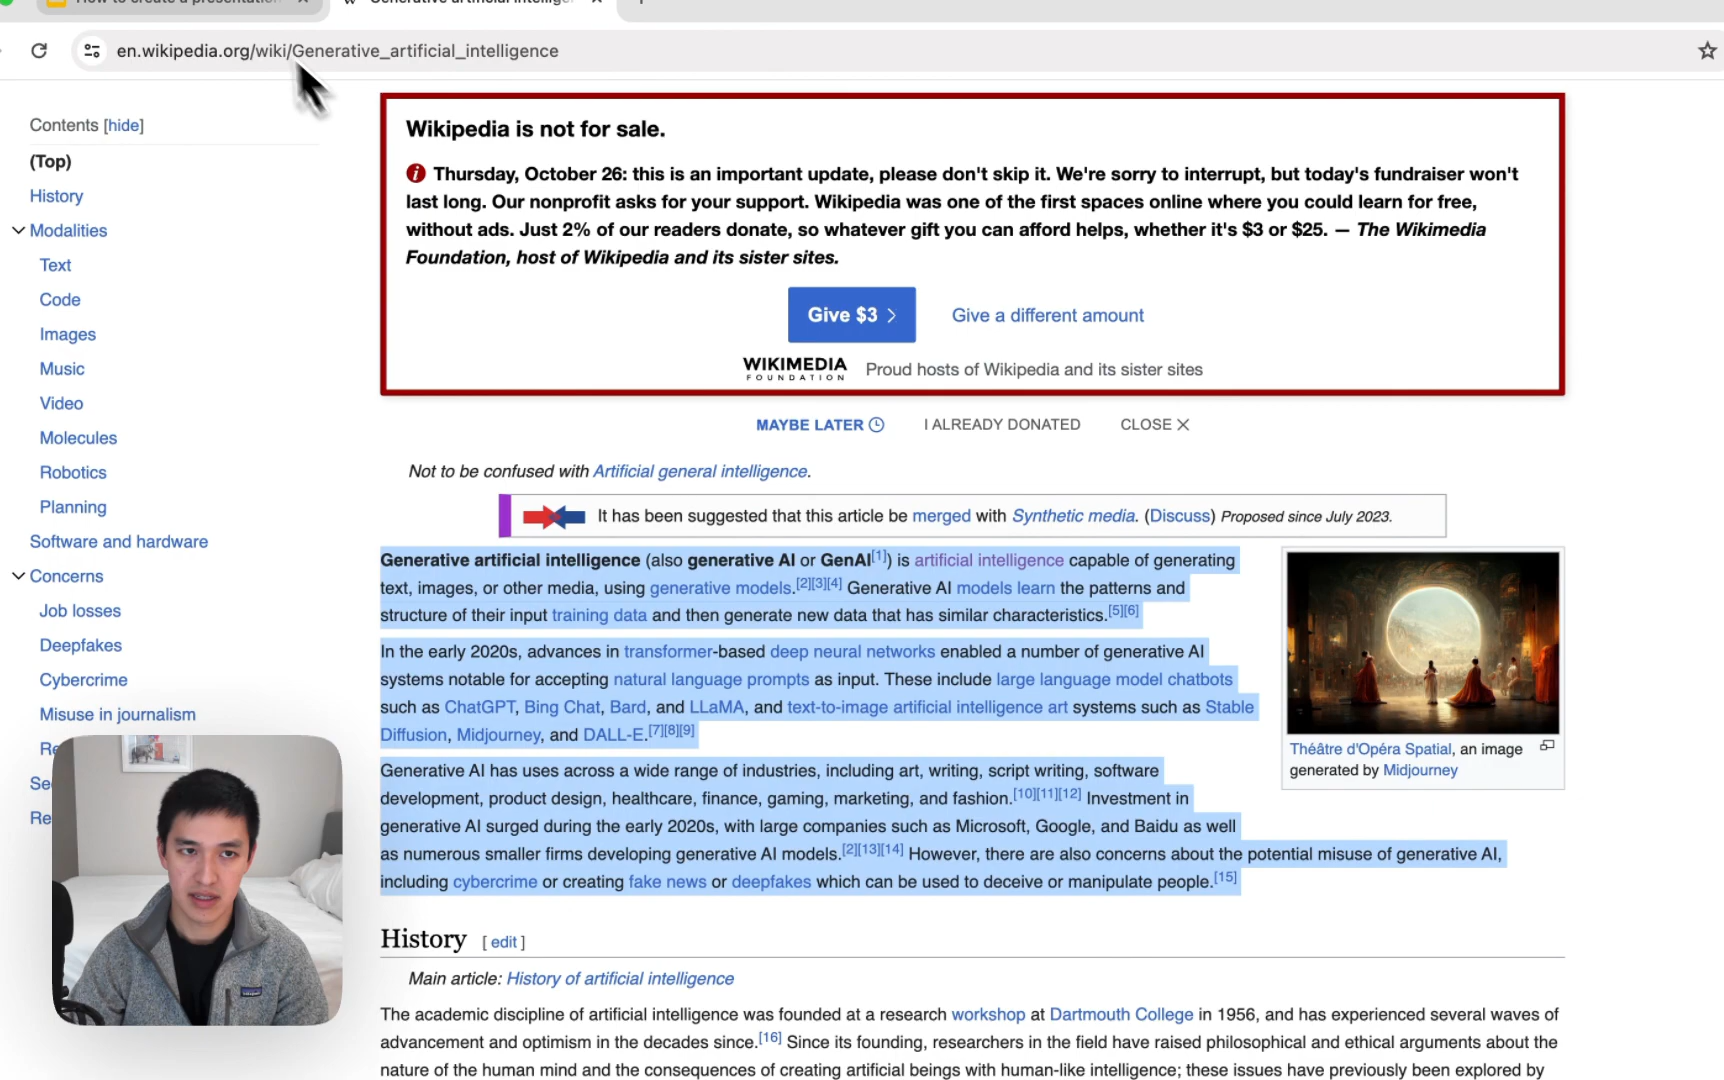 How to create a presentation
Generative artificial intellige
en.wikipedia.org/wiki/Generative_artificial_intelligence
Contents [hide]
(Top)
History
Modalities
Text
Code
Images
Music
Video
Molecules
Robotics
Planning
Software and hardware
Concerns
Job losses
Deepfakes
Cybercrime
Misuse in journalism
Re
Se
Re
Wikipedia is not for sale.
Thursday, October 26: this is an important update, please don't skip it. We're sorry to interrupt, but today's fundraiser won't
last long. Our nonprofit asks for your support. Wikipedia was one of the first spaces online where you could learn for free,
without ads. Just 2% of our readers donate, so whatever gift you can afford helps, whether it's $3 or $25. — The Wikimedia
Foundation, host of Wikipedia and its sister sites.
Give $3
Give a different amount
WIKIMEDIA
FOUNDATION
Proud hosts of Wikipedia and its sister sites
MAYBE LATER
I ALREADY DONATED
CLOSE
Not to be confused with Artificial general intelligence.
It has been suggested that this article be merged with Synthetic media. (Discuss) Proposed since July 2023.
Generative artificial intelligence (also generative AI or GenAI[1]) is artificial intelligence capable of generating
text, images, or other media, using generative models.[2][3][4] Generative AI models learn the patterns and
structure of their input training data and then generate new data that has similar characteristics.[5][6]
In the early 2020s, advances in transformer-based deep neural networks enabled a number of generative AI
systems notable for accepting natural language prompts as input. These include large language model chatbots
such as ChatGPT, Bing Chat, Bard, and LLaMA, and text-to-image artificial intelligence art systems such as Stable
Diffusion, Midjourney, and DALL-E.[7][8][9]
Generative AI has uses across a wide range of industries, including art, writing, script writing, software
development, product design, healthcare, finance, gaming, marketing, and fashion.[10][11][12] Investment in
generative AI surged during the early 2020s, with large companies such as Microsoft, Google, and Baidu as well
as numerous smaller firms developing generative AI models.[2][13][14] However, there are also concerns about the potential misuse of generative AI,
including cybercrime or creating fake news or deepfakes which can be used to deceive or manipulate people.[15]
Théâtre d'Opéra Spatial, an image
generated by Midjourney
History [ edit ]
Main article: History of artificial intelligence
The academic discipline of artificial intelligence was founded at a research workshop at Dartmouth College in 1956, and has experienced several waves of
advancement and optimism in the decades since.[16] Since its founding, researchers in the field have raised philosophical and ethical arguments about the
nature of the human mind and the consequences of creating artificial beings with human-like intelligence; these issues have previously been explored by